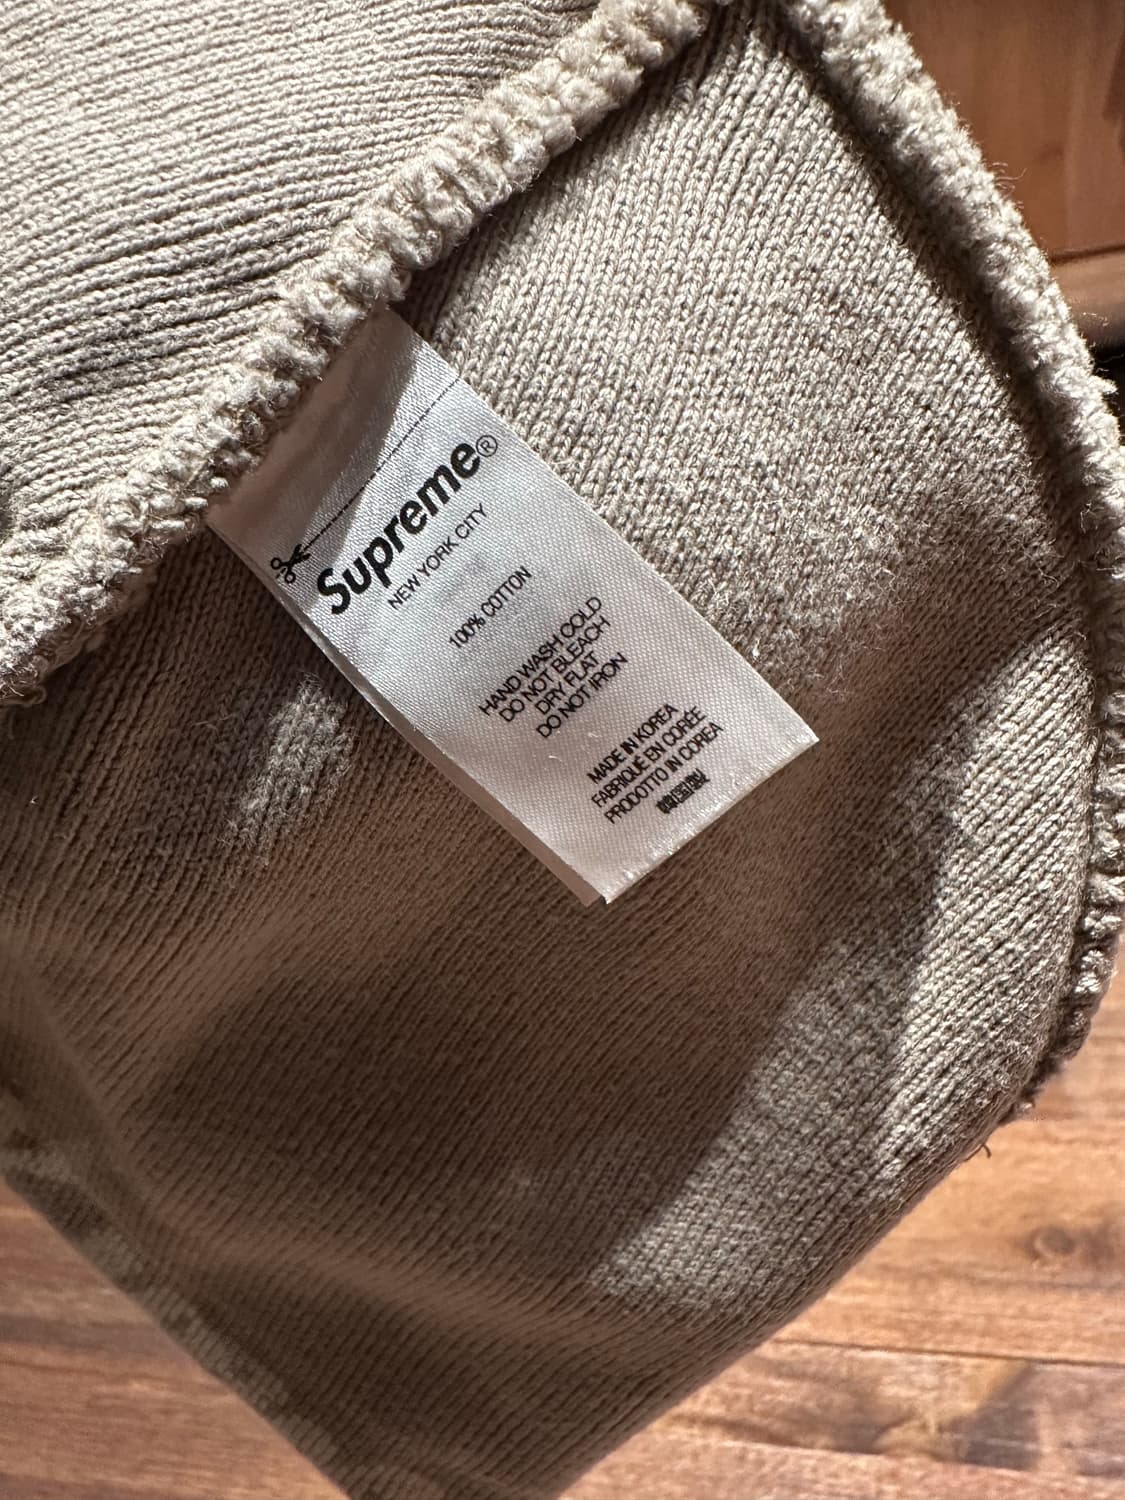 Supreme®
NEW YORK CITY
100% COTTON
HAND WASH COLD
DO NOT BLEACH
DRY FLAT
DO NOT IRON
MADE IN KOREA
FABRIQUÉ EN CORÉE
PRODOTTO IN COREA